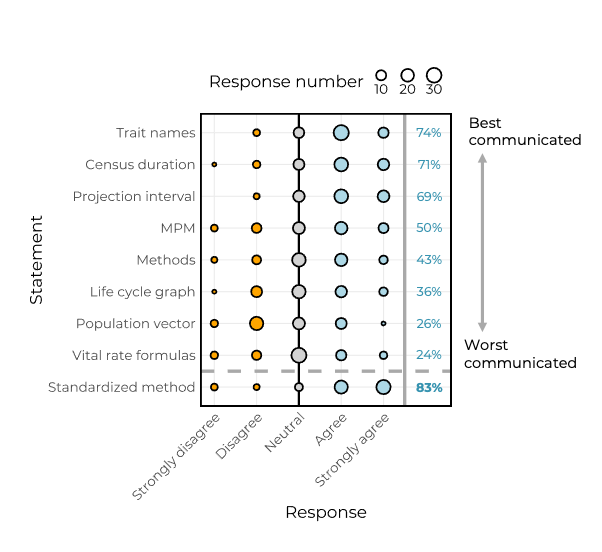 Response number
10 20 30
Best
communicated
Trait names 74%
Census duration 71%
Projection interval 69%
MPM 50%
Methods 43%
Life cycle graph 36%
Population vector 26%
Vital rate formulas 24%
Standardized method 83%
Worst
communicated
Statement
Strongly disagree
Disagree
Neutral
Agree
Strongly agree
Response